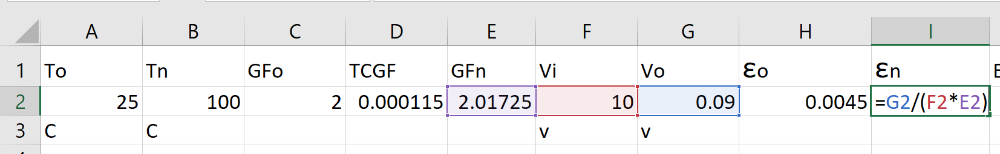 A B C D E F G H I
1 To Tn GFo TCGF GFn Vi Vo εo εn
2 25 100 2 0.000115 2.01725 10 0.09 0.0045 =G2/(F2*E2)
3 C C v v